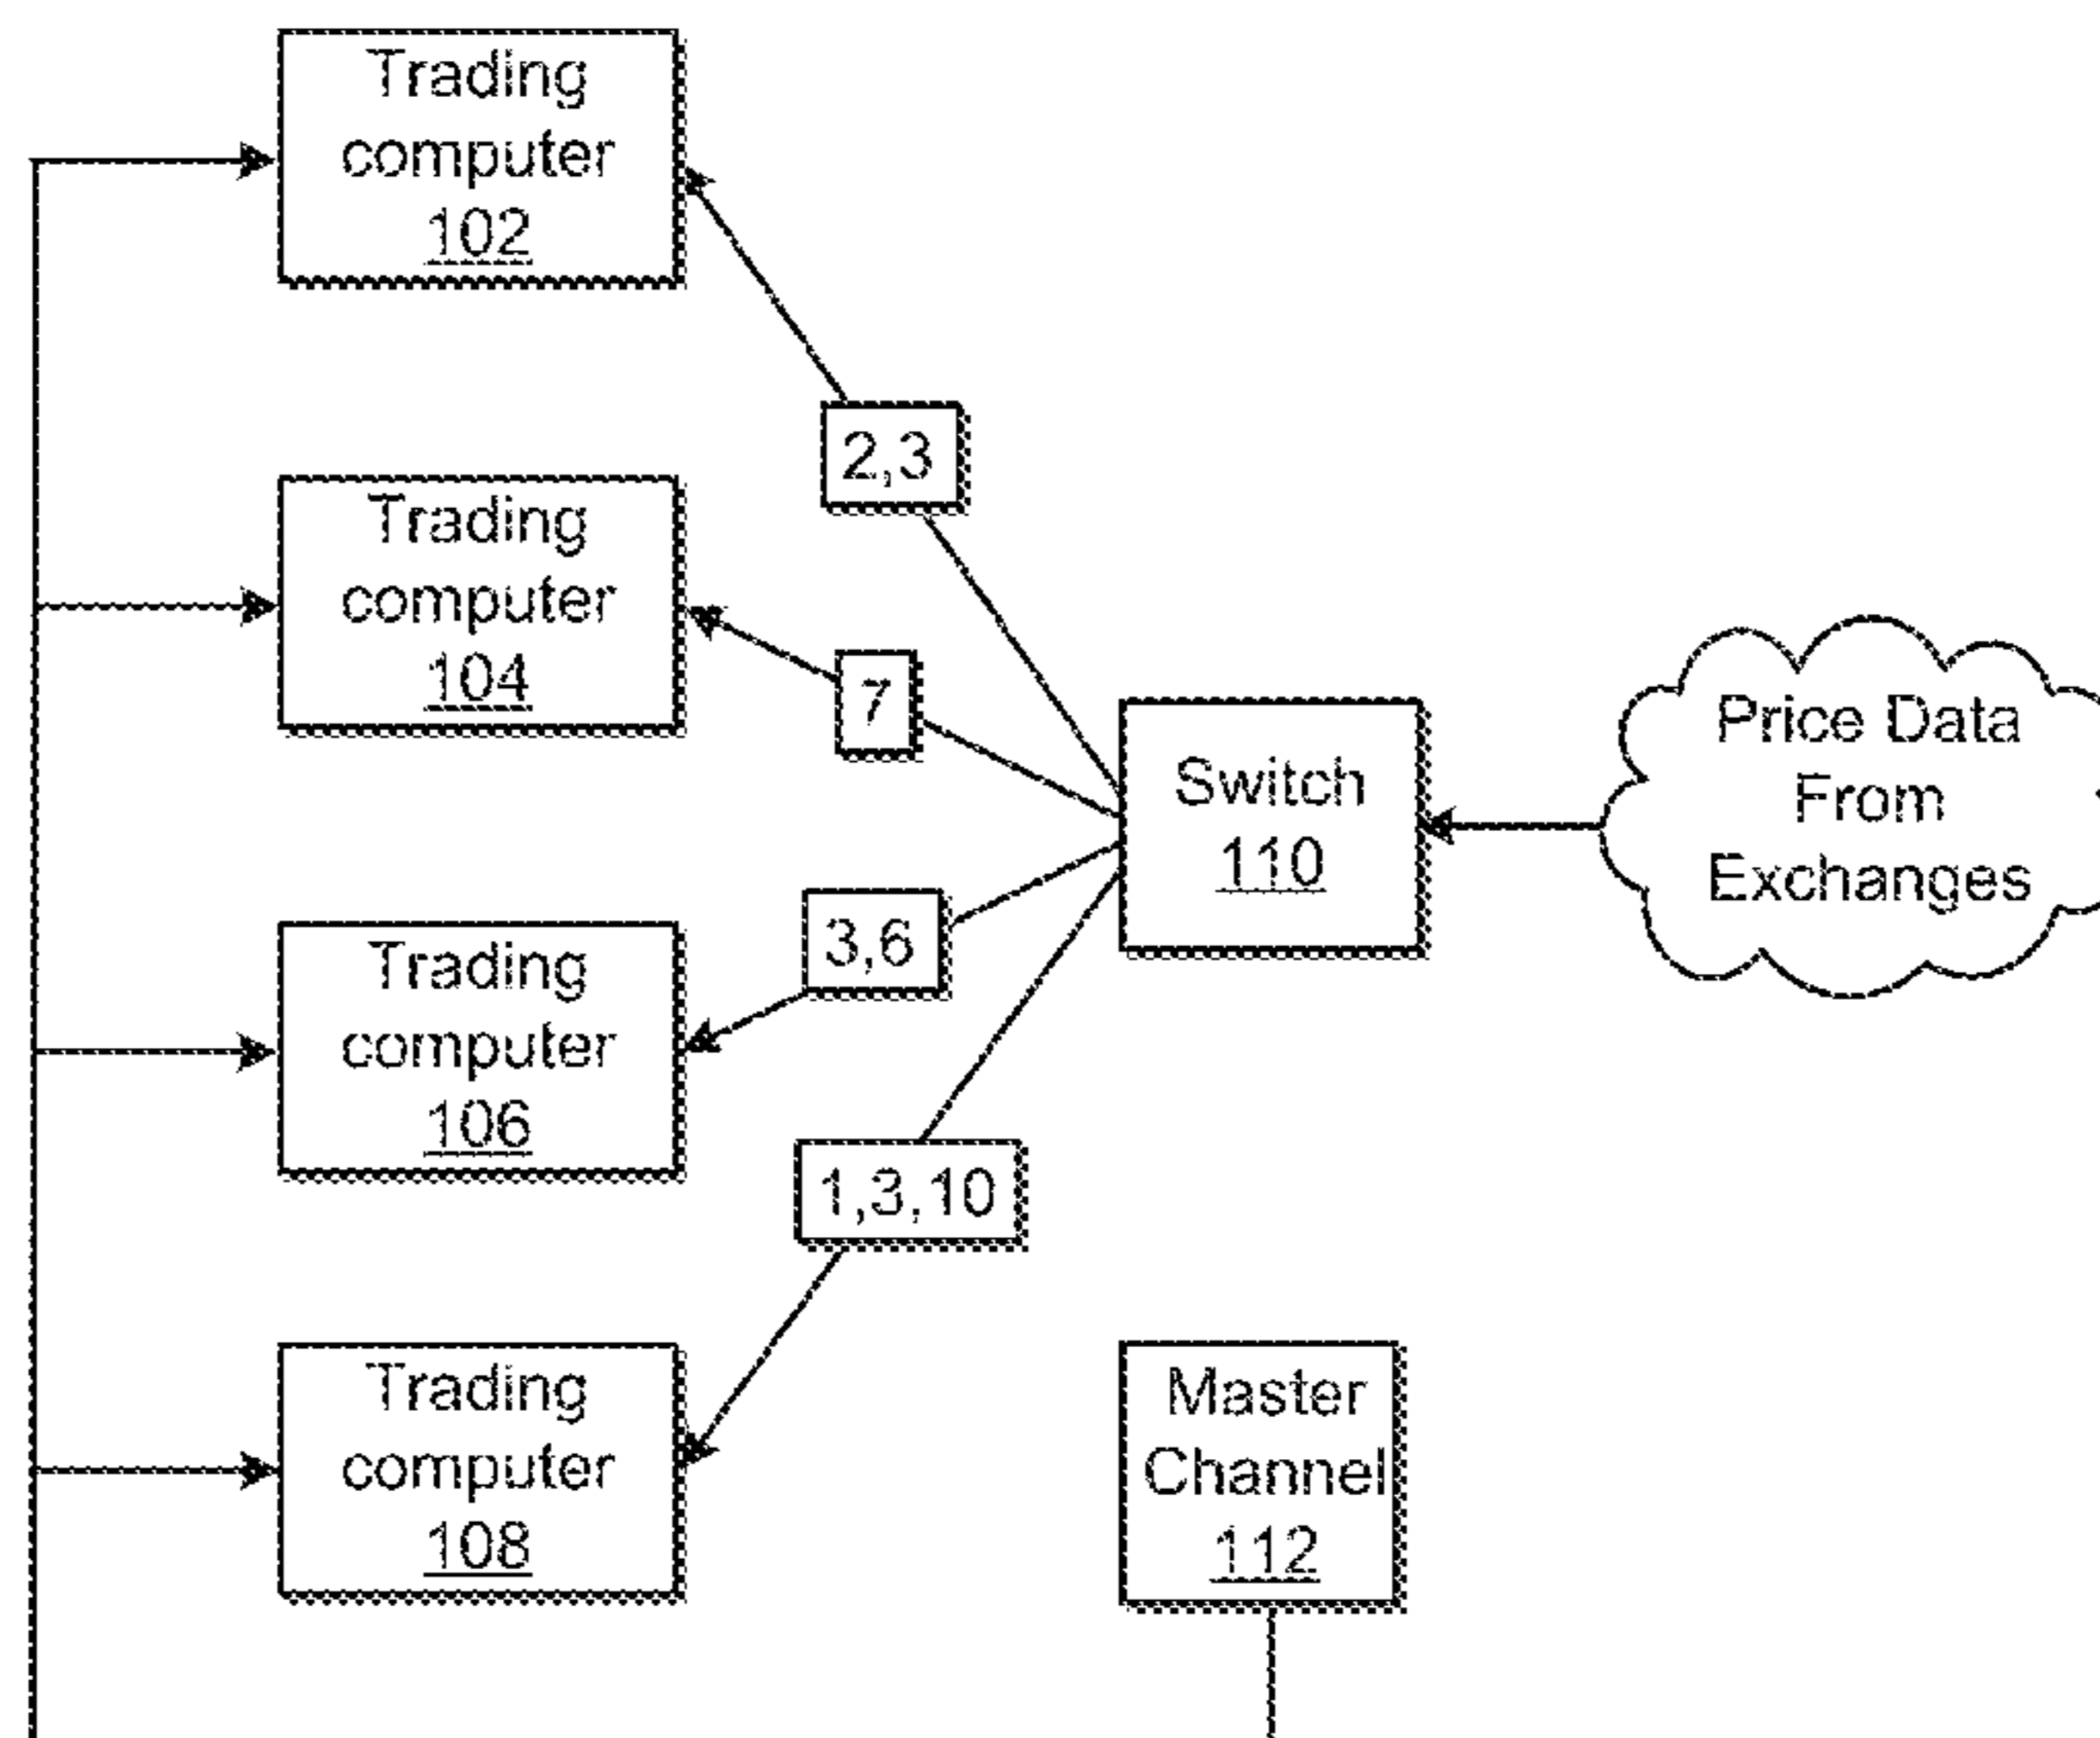 Trading
computer
102
2,3
Trading
computer
104
7
Switch
110
Price Data
From
Exchanges
Trading
computer
106
3,6
1,3,10
Trading
computer
108
Master
Channel
112